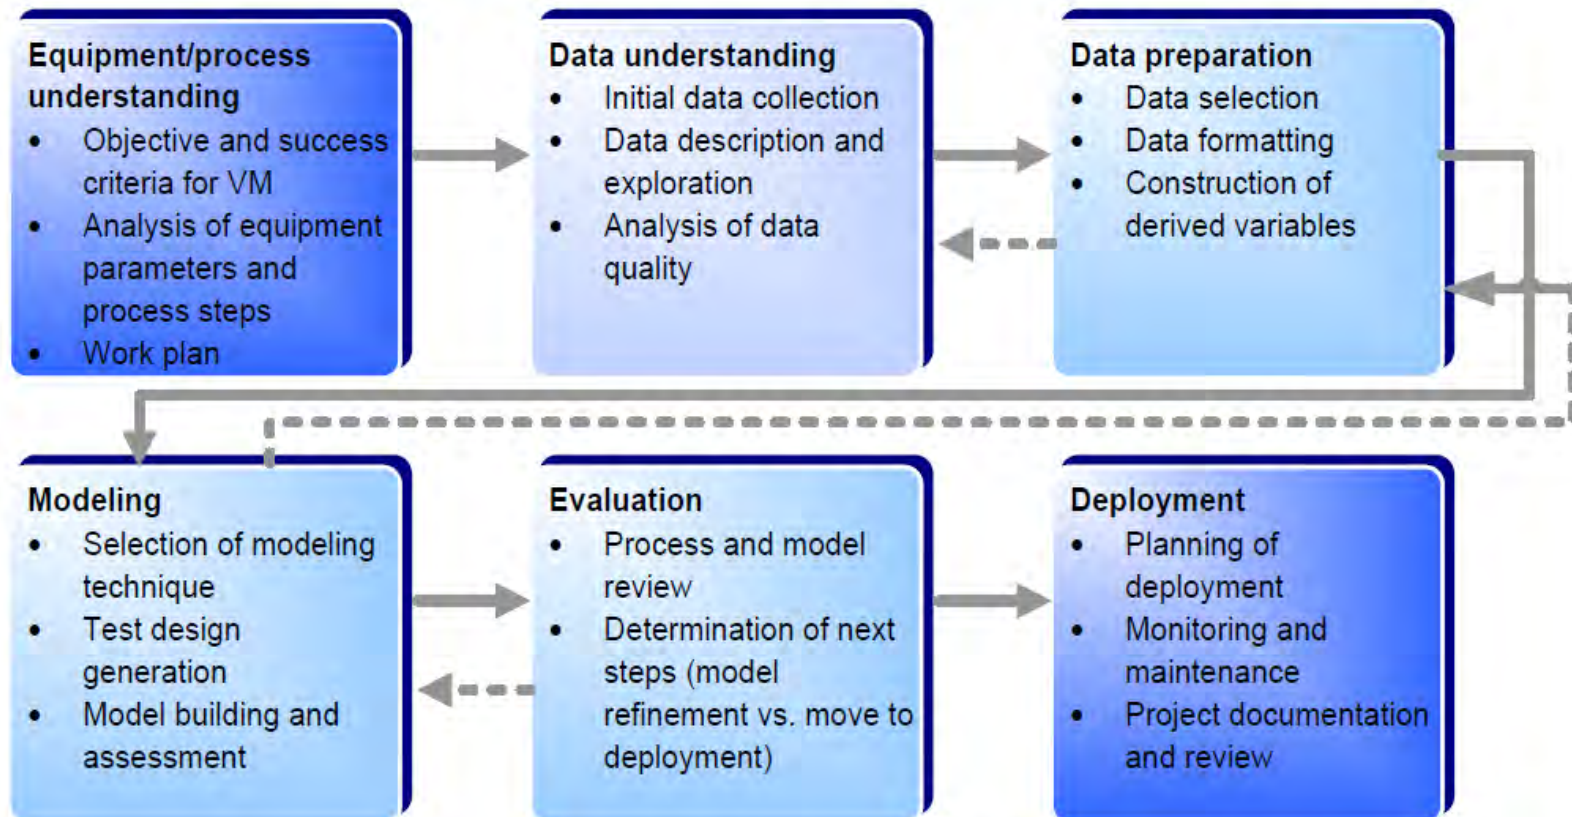 Equipment/process
understanding
• Objective and success
criteria for VM
• Analysis of equipment
parameters and
process steps
• Work plan
Data understanding
• Initial data collection
• Data description and
exploration
• Analysis of data
quality
Data preparation
• Data selection
• Data formatting
• Construction of
derived variables
Modeling
• Selection of modeling
technique
• Test design
generation
• Model building and
assessment
Evaluation
• Process and model
review
• Determination of next
steps (model
refinement vs. move to
deployment)
Deployment
• Planning of
deployment
• Monitoring and
maintenance
• Project documentation
and review